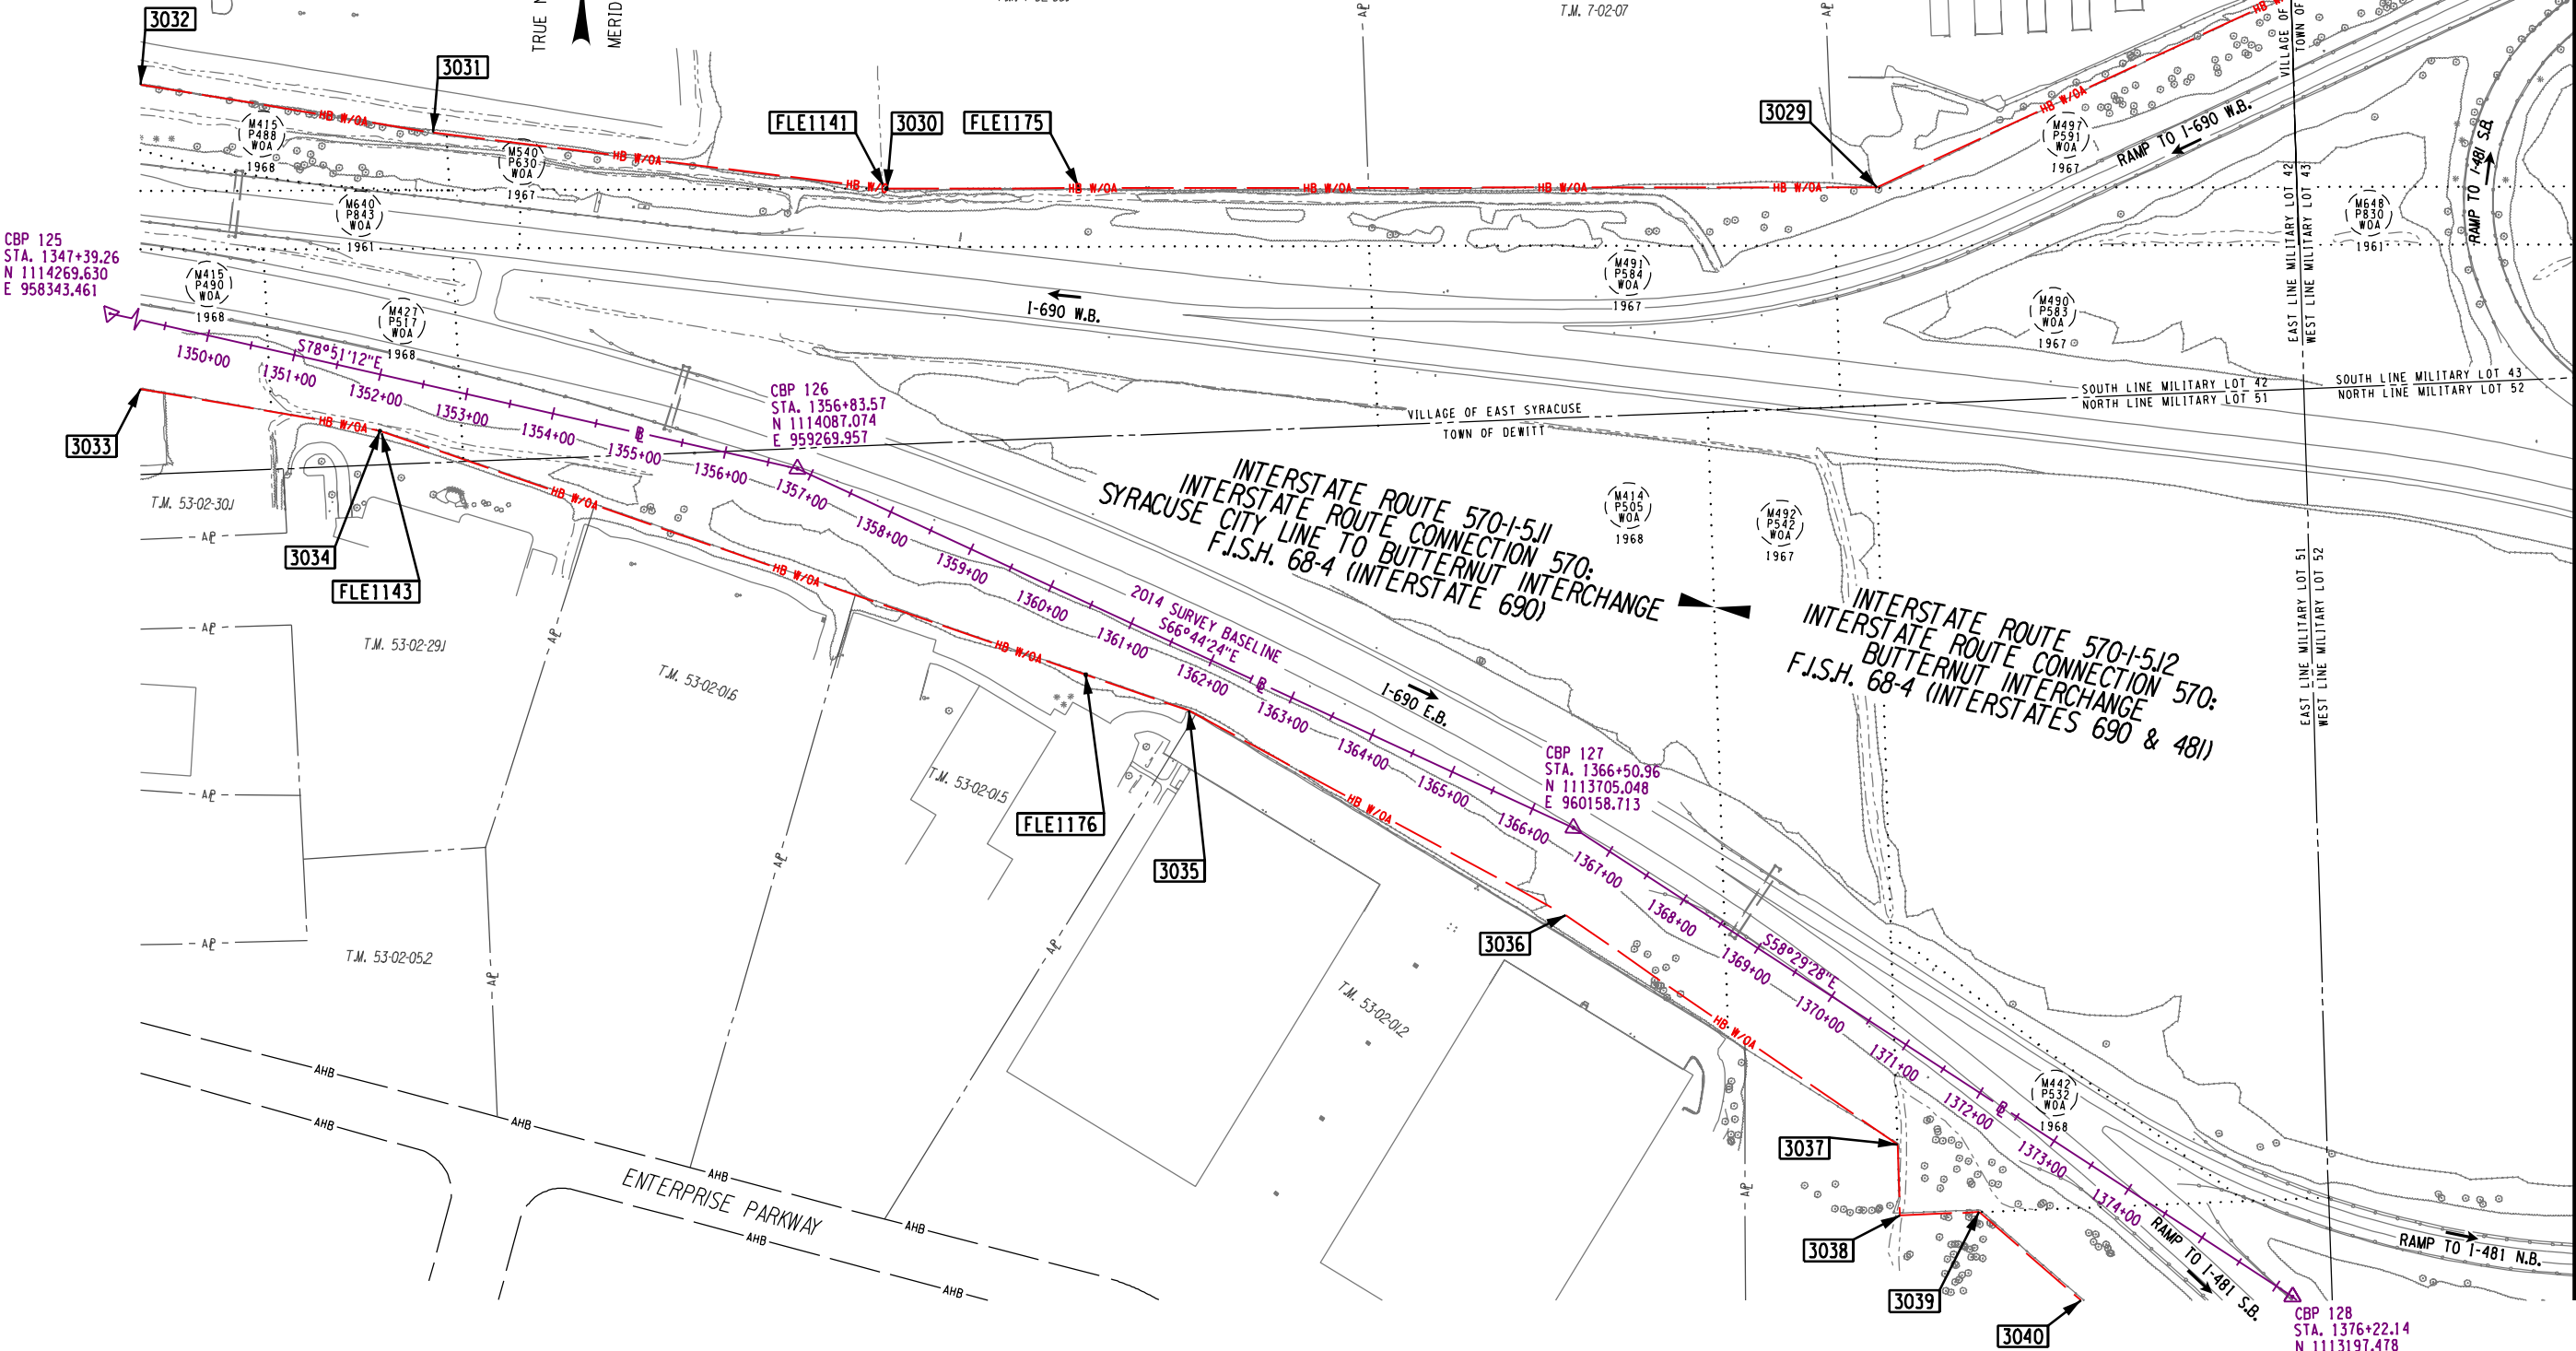 3032
TRUE
T.M. 7-02-07
3031
FLE1141
3030
FLE1175
3029
VILLAGE OF
TOWN OF
HB W/OA
HB W/OA
HB W/OA
HB W/OA
HB W/OA
HB W/OA
HB W/OA
HB W/OA
M415
P488
WOA
1968
M540
P630
WOA
1967
M640
P843
WOA
1961
M497
P591
WOA
1967
RAMP TO I-690 W.B.
RAMP TO I-481 S.B.
M648
P830
WOA
1961
EAST LINE MILITARY LOT 42
WEST LINE MILITARY LOT 43
CBP 125
STA. 1347+39.26
N 1114269.630
E 958343.461
M415
P490
WOA
1968
M427
P517
WOA
1968
M491
P584
WOA
1967
M490
P583
WOA
1967
I-690 W.B.
S78°51'12"E
1350+00
1351+00
1352+00
1353+00
1354+00
1355+00
1356+00
1357+00
1358+00
1359+00
1360+00
1361+00
1362+00
1363+00
1364+00
1365+00
1366+00
1367+00
1368+00
1369+00
1370+00
1371+00
1372+00
1373+00
1374+00
CBP 126
STA. 1356+83.57
N 1114087.074
E 959269.957
VILLAGE OF EAST SYRACUSE
TOWN OF DEWITT
SOUTH LINE MILITARY LOT 42
NORTH LINE MILITARY LOT 51
SOUTH LINE MILITARY LOT 43
NORTH LINE MILITARY LOT 52
3033
HB W/OA
HB W/OA
HB W/OA
HB W/OA
HB W/OA
HB W/OA
T.M. 53-02-30.1
3034
FLE1143
INTERSTATE ROUTE 570-1-5.11
INTERSTATE ROUTE CONNECTION 570:
SYRACUSE CITY LINE TO BUTTERNUT INTERCHANGE
F.I.S.H. 68-4 (INTERSTATE 690)
M414
P505
WOA
1968
M492
P542
WOA
1967
INTERSTATE ROUTE 570-1-5.12
INTERSTATE ROUTE CONNECTION 570:
BUTTERNUT INTERCHANGE
F.I.S.H. 68-4 (INTERSTATES 690 & 481)
EAST LINE MILITARY LOT 51
WEST LINE MILITARY LOT 52
2014 SURVEY BASELINE
S66°44'24"E
I-690 E.B.
T.M. 53-02-29.1
T.M. 53-02-01.6
T.M. 53-02-01.5
FLE1176
3035
CBP 127
STA. 1366+50.96
N 1113705.048
E 960158.713
3036
S58°29'28"E
T.M. 53-02-05.2
T.M. 53-02-01.2
AHB
AHB
AHB
AHB
AHB
AHB
AHB
ENTERPRISE PARKWAY
M442
P532
WOA
1968
3037
3038
3039
3040
RAMP TO I-481 S.B.
RAMP TO I-481 N.B.
CBP 128
STA. 1376+22.14
N 1113197.478